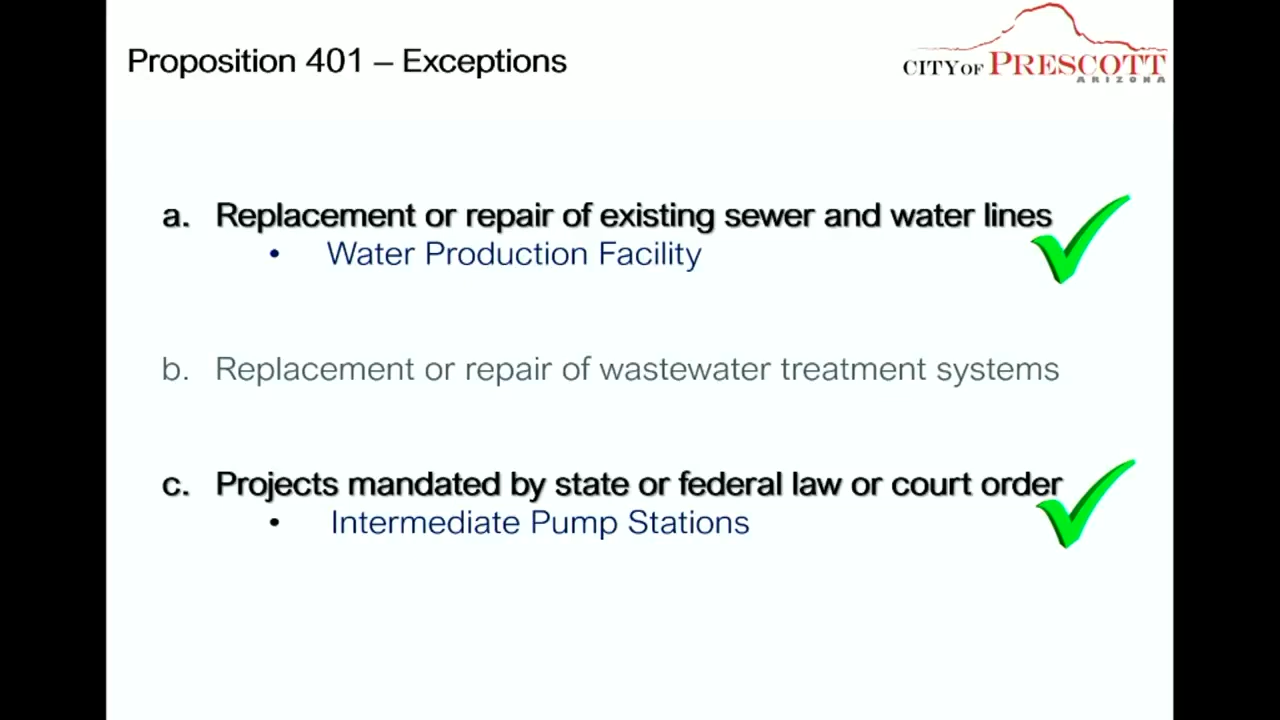 Proposition 401 – Exceptions
CITY OF PRESCOTT
ARIZONA
a. Replacement or repair of existing sewer and water lines
• Water Production Facility
b. Replacement or repair of wastewater treatment systems
c. Projects mandated by state or federal law or court order
• Intermediate Pump Stations